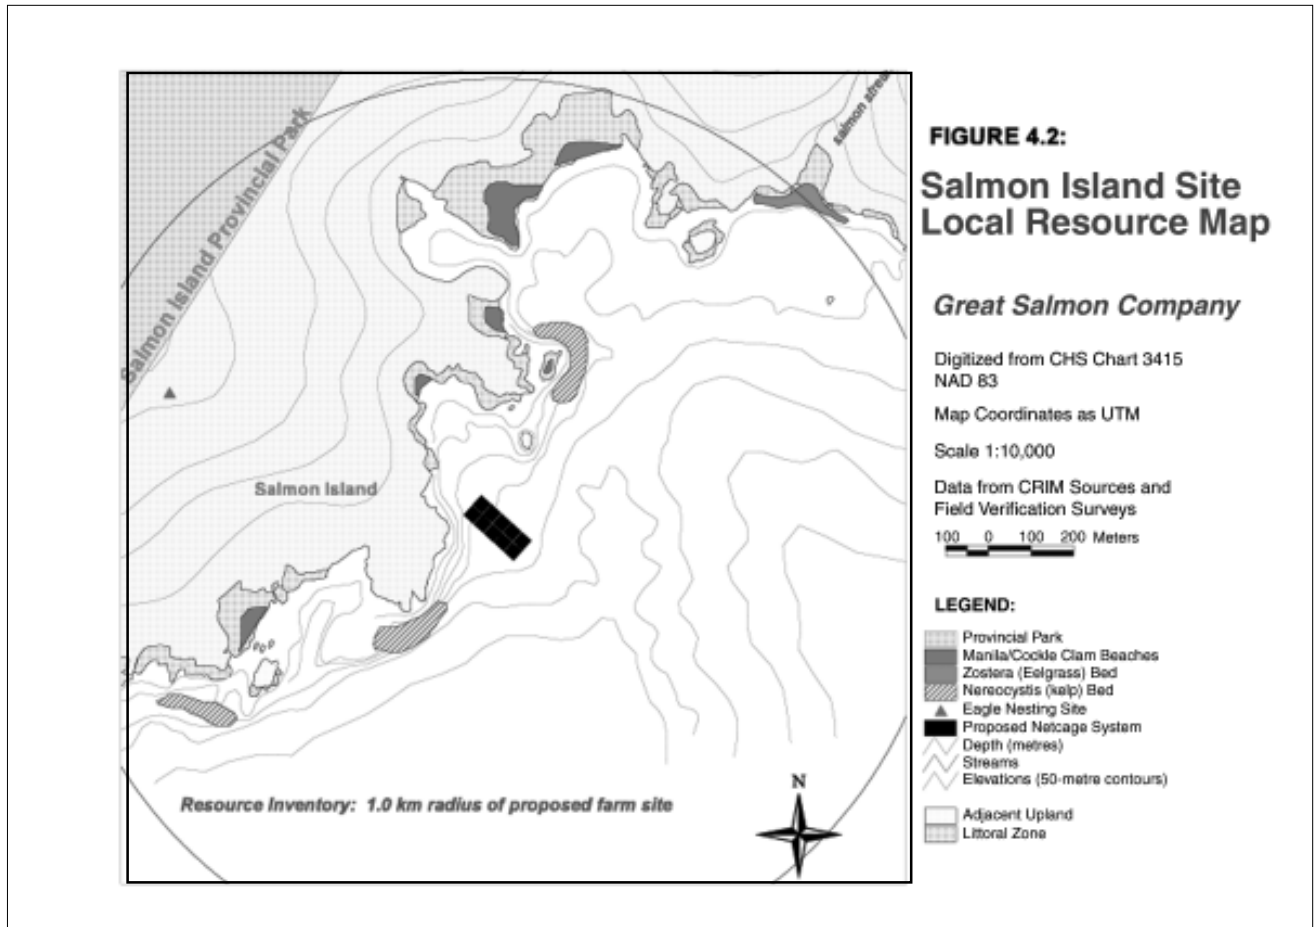 Salmon Island Provincial Park
salmon stream
Salmon Island
Resource Inventory: 1.0 km radius of proposed farm site
N
FIGURE 4.2:
Salmon Island Site
Local Resource Map
Great Salmon Company
Digitized from CHS Chart 3415
NAD 83
Map Coordinates as UTM
Scale 1:10,000
Data from CRIM Sources and
Field Verification Surveys
100 0 100 200 Meters
LEGEND:
Provincial Park
Manila/Cockle Clam Beaches
Zostera (Eelgrass) Bed
Nereocystis (kelp) Bed
Eagle Nesting Site
Proposed Netcage System
Depth (metres)
Streams
Elevations (50-metre contours)
Adjacent Upland
Littoral Zone